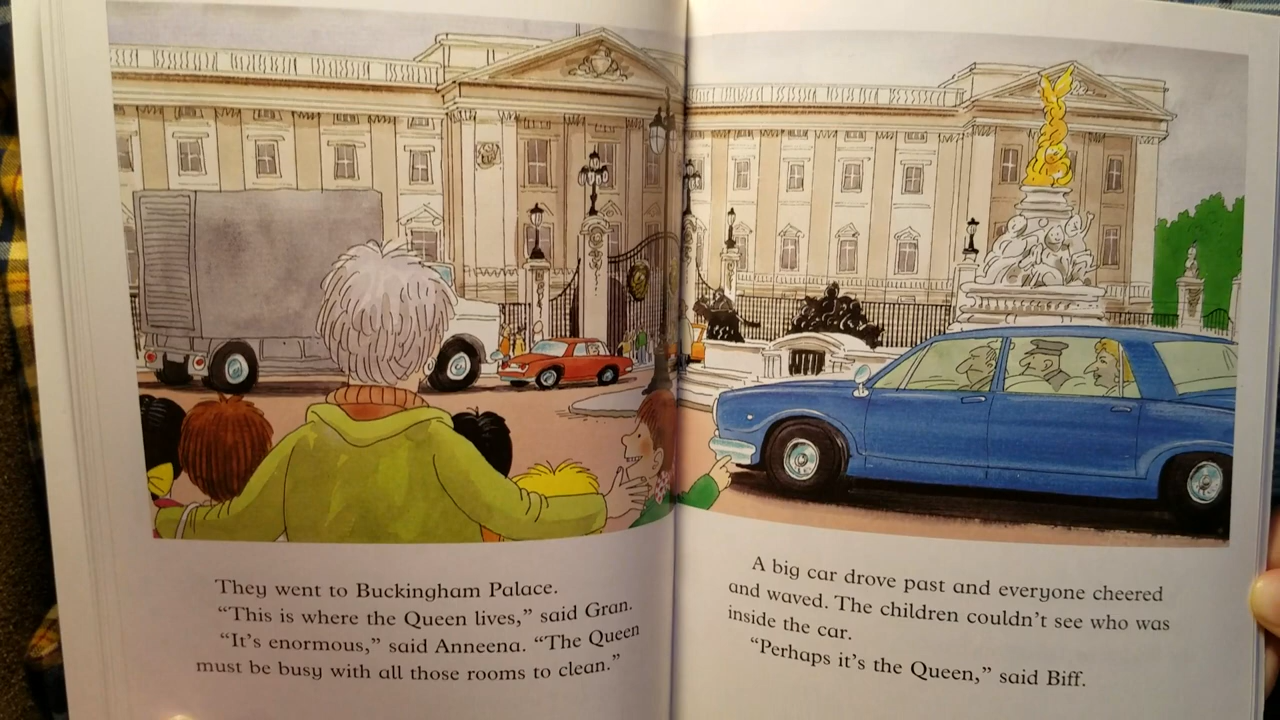 They went to Buckingham Palace.
“This is where the Queen lives,” said Gran.
“It's enormous,” said Anneena. “The Queen
must be busy with all those rooms to clean.”
A big car drove past and everyone cheered
and waved. The children couldn't see who was
inside the car.
“Perhaps it's the Queen,” said Biff.